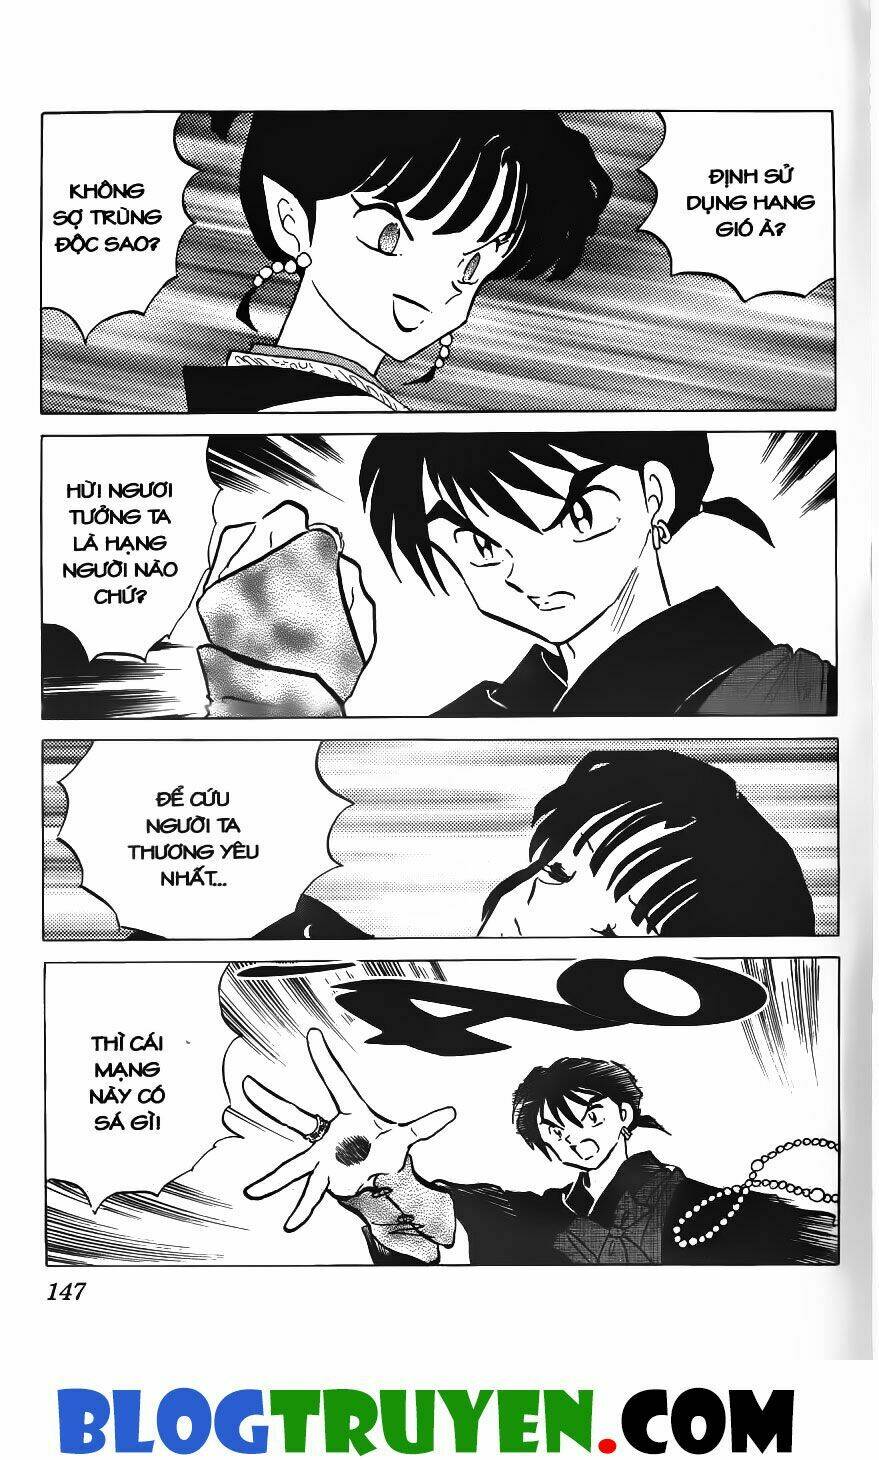 ĐỊNH SỬ
DỤNG HANG
GIÓ À?
KHÔNG
SỢ TRÙNG
ĐỘC SAO?
HỪ! NGƯƠI
TƯỞNG TA
LÀ HẠNG
NGƯỜI NÀO
CHỨ?
ĐỂ CỨU
NGƯỜI TA
THƯƠNG YÊU
NHẤT...
THÌ CÁI
MẠNG
NÀY CÓ
SÁ GÌ!
147
BLOGTRUYEN.COM